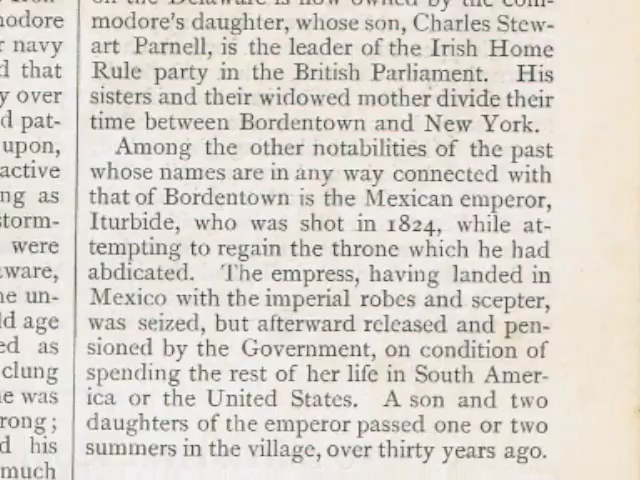 modore's daughter, whose son, Charles Stew-
art Parnell, is the leader of the Irish Home
Rule party in the British Parliament. His
sisters and their widowed mother divide their
time between Bordentown and New York.
Among the other notabilities of the past
whose names are in any way connected with
that of Bordentown is the Mexican emperor,
Iturbide, who was shot in 1824, while at-
tempting to regain the throne which he had
abdicated. The empress, having landed in
Mexico with the imperial robes and scepter,
was seized, but afterward released and pen-
sioned by the Government, on condition of
spending the rest of her life in South Amer-
ica or the United States. A son and two
daughters of the emperor passed one or two
summers in the village, over thirty years ago.